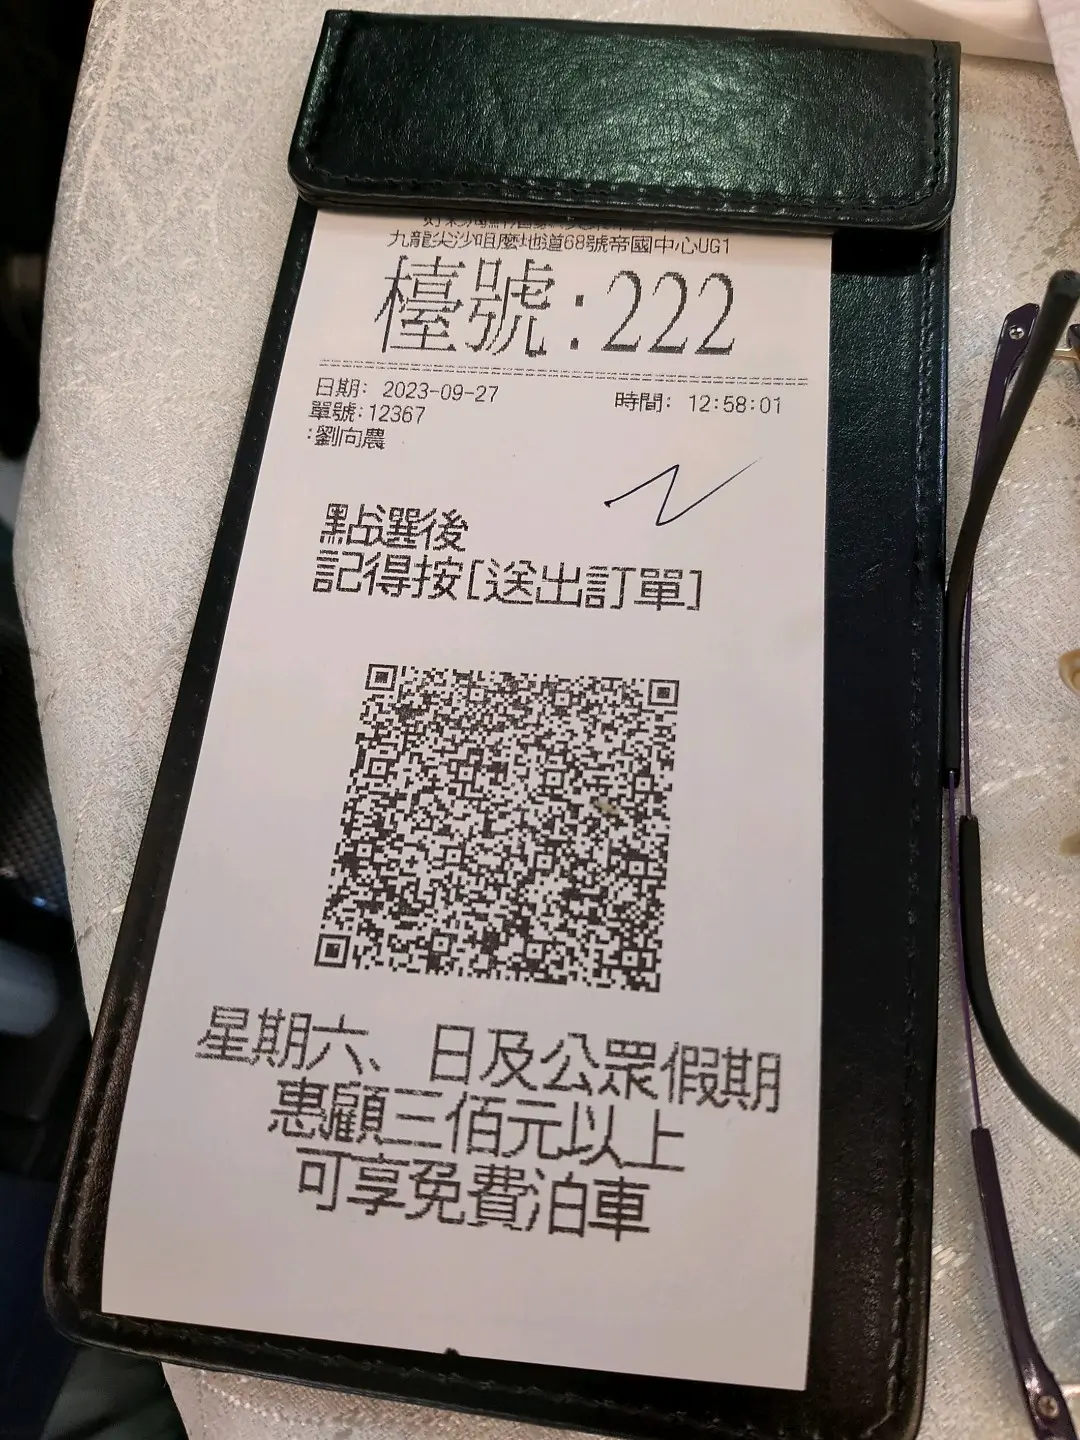 九龍尖沙咀麼地道68號帝國中心UG1
檯號:222
日期: 2023-09-27 時間: 12:58:01
單號:12367
:劉向農
點選後
記得按[送出訂單]
星期六、日及公眾假期
惠顧三佰元以上
可享免費泊車